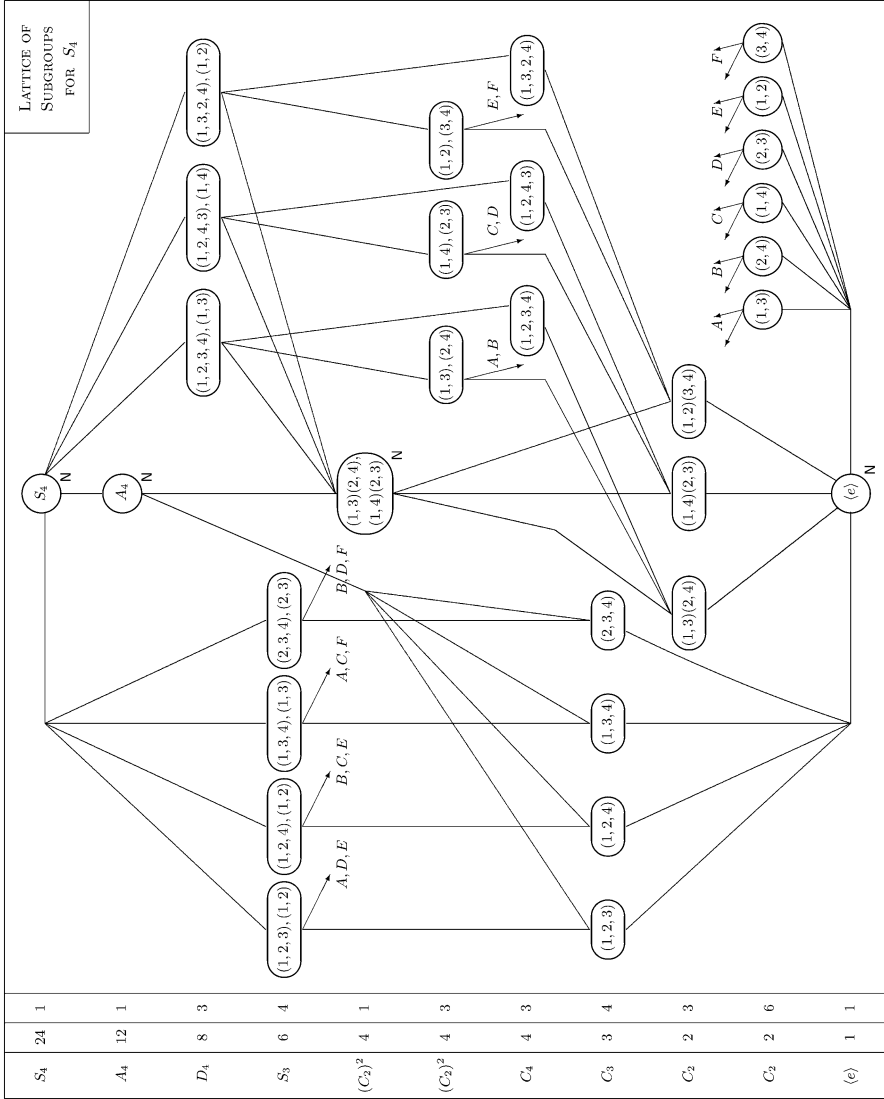 LATTICE OF
SUBGROUPS
FOR S₄
S₄ 24 1
S₄
N
A₄ 12 1
A₄
N
D₄ 8 3
(1,2,3,4),(1,3)
(1,2,4,3),(1,4)
(1,3,2,4),(1,2)
S₃ 6 4
(1,2,3),(1,2)
(1,2,4),(1,2)
(1,3,4),(1,3)
(2,3,4),(2,3)
A,D,E
B,C,E
A,C,F
B,D,F
(C₂)² 4 1
(1,3)(2,4),
(1,4)(2,3)
N
(C₂)² 4 3
(1,3),(2,4)
(1,4),(2,3)
(1,2),(3,4)
A,B
C,D
E,F
C₄ 4 3
(1,2,3,4)
(1,2,4,3)
(1,3,2,4)
C₃ 3 4
(1,2,3)
(1,2,4)
(1,3,4)
(2,3,4)
C₂ 2 3
(1,3)(2,4)
(1,4)(2,3)
(1,2)(3,4)
A
B
C
D
E
F
C₂ 2 6
(1,3)
(2,4)
(1,4)
(2,3)
(1,2)
(3,4)
⟨e⟩ 1 1
⟨e⟩
N